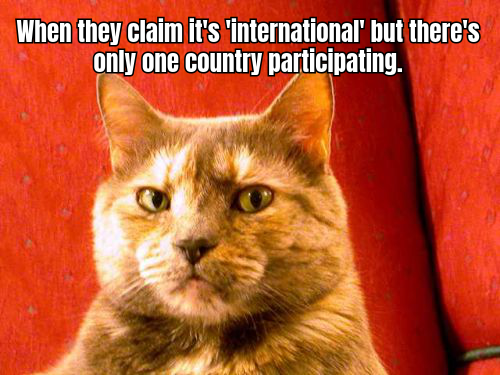 When they claim it's 'international' but there's
only one country participating.